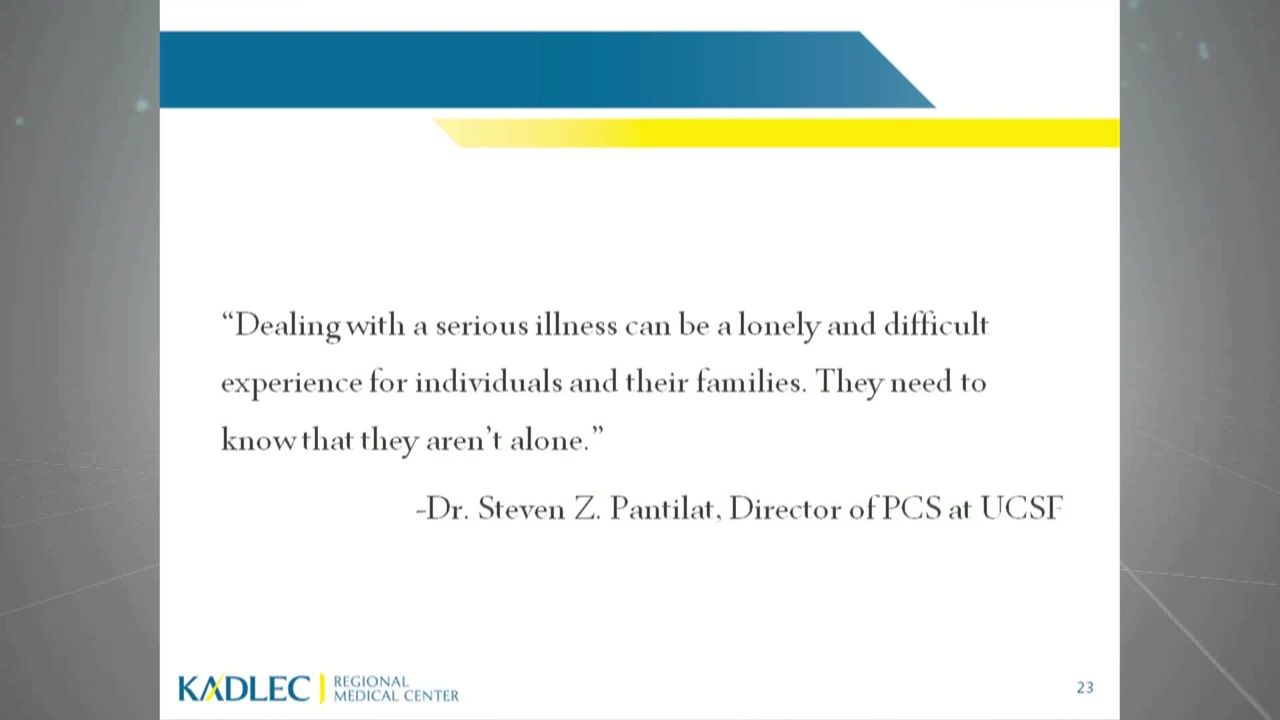 “Dealing with a serious illness can be a lonely and difficult
experience for individuals and their families. They need to
know that they aren’t alone.”
-Dr. Steven Z. Pantilat, Director of PCS at UCSF
KADLEC
REGIONAL
MEDICAL CENTER
23